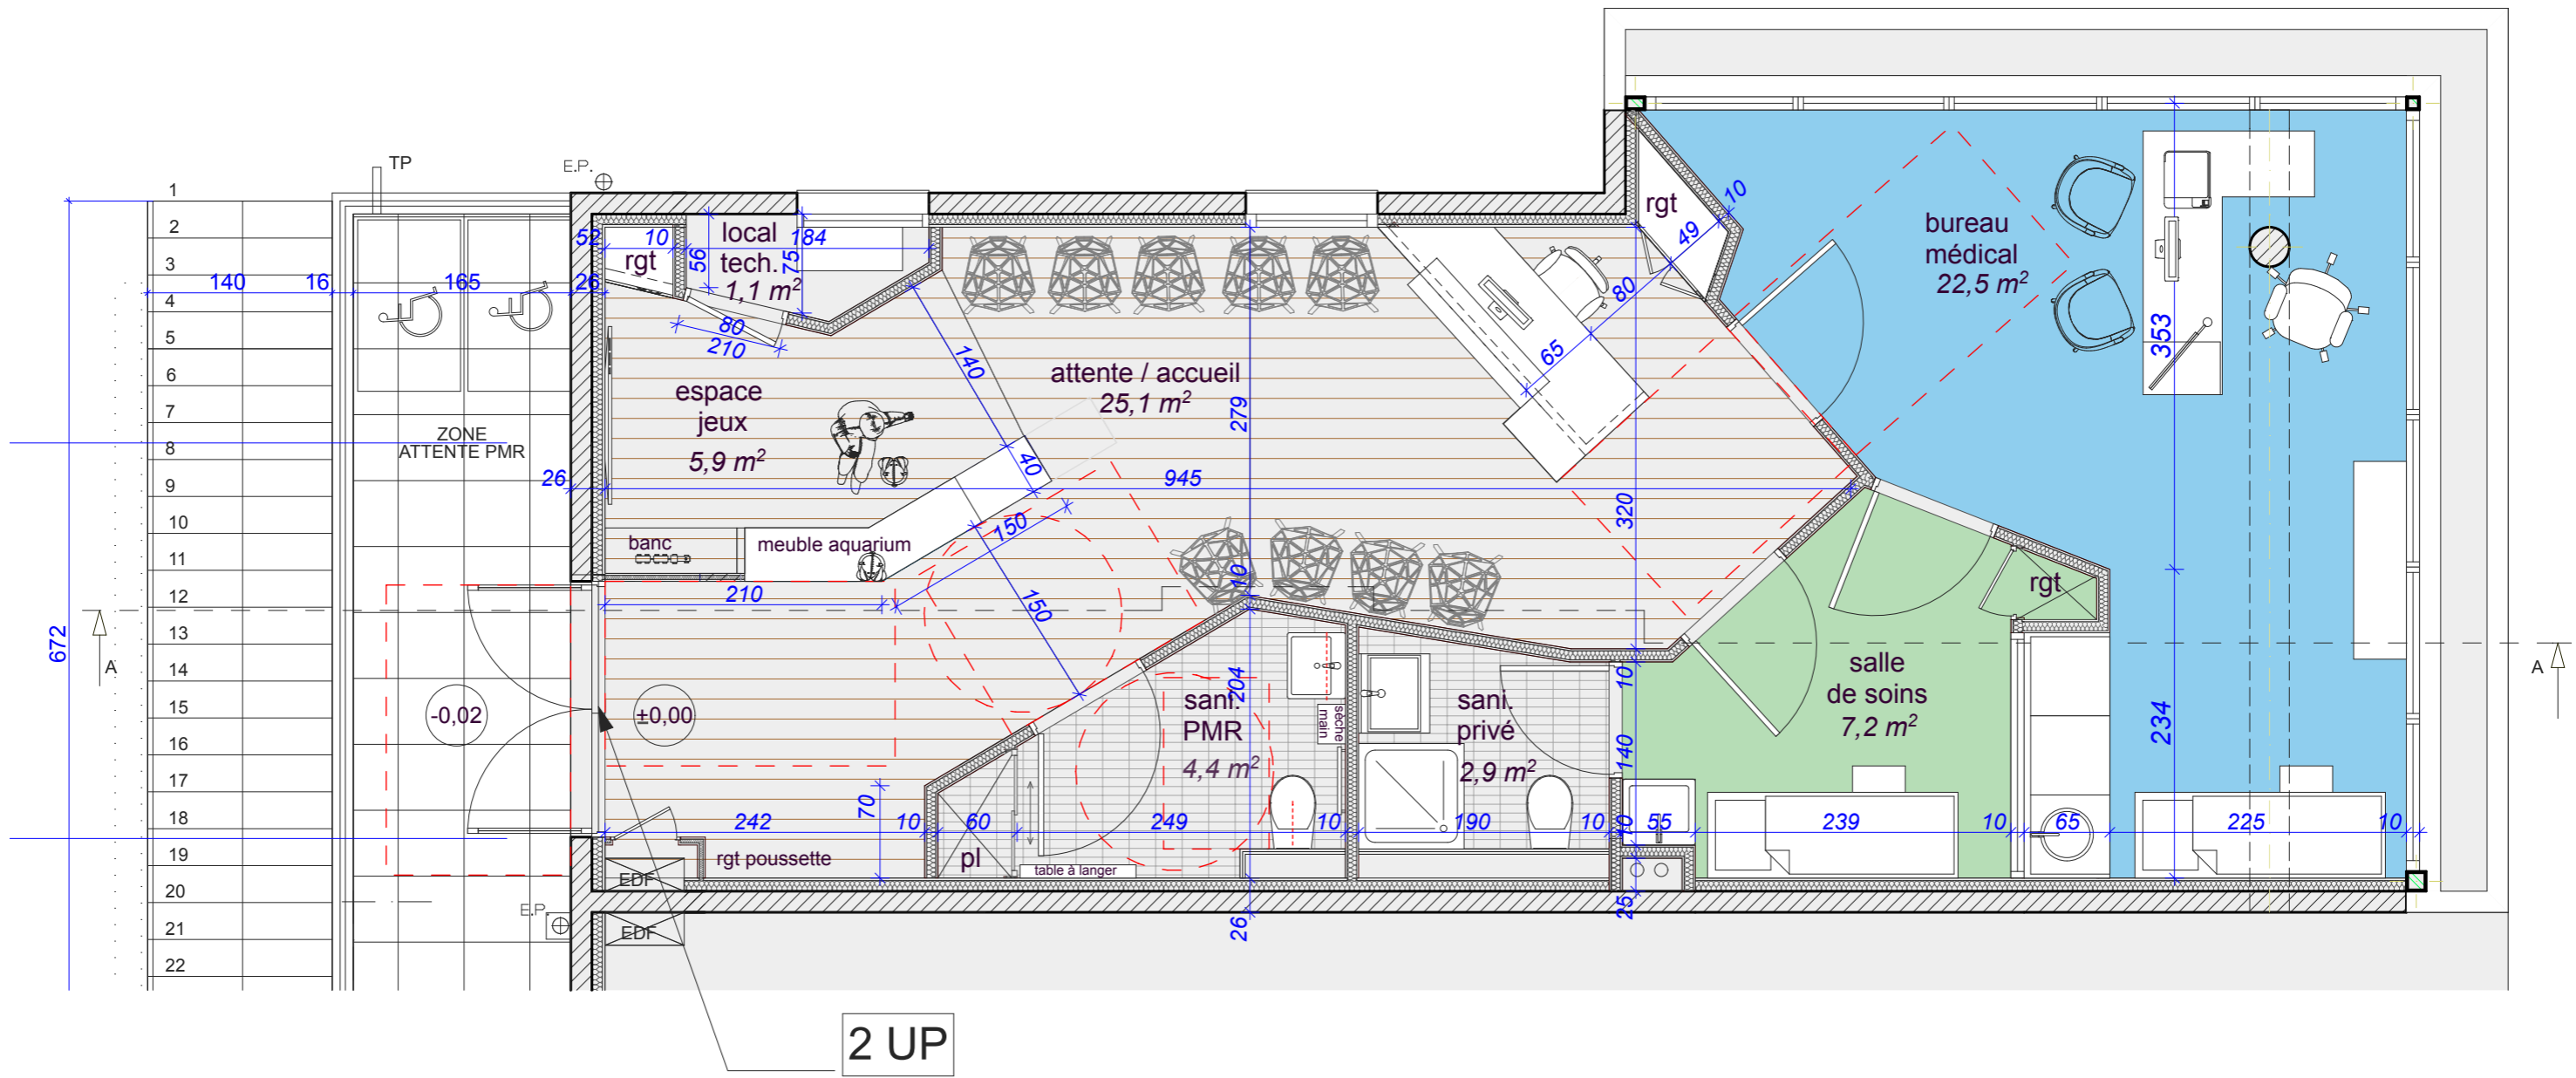 TP
E.P.
1
2
3
4
5
6
7
8
9
10
11
12
13
14
15
16
17
18
19
20
21
22
140
16
165
26
672
ZONE
ATTENTE PMR
26
A
-0,02
±0,00
E.P.
EDF
EDF
52
10
rgt
56
local
tech.
1,1 m²
75
184
80
210
espace
jeux
5,9 m²
140
40
attente / accueil
25,1 m²
279
945
banc
meuble aquarium
210
150
150
10
320
65
80
49
10
rgt
bureau
médical
22,5 m²
353
234
rgt
salle
de soins
7,2 m²
A
sani.
PMR
4,4 m²
204
sèche
main
sani.
privé
2,9 m²
10
140
242
70
10
60
249
10
190
10
10
55
239
10
65
225
10
rgt poussette
pl
table à langer
26
25
2 UP